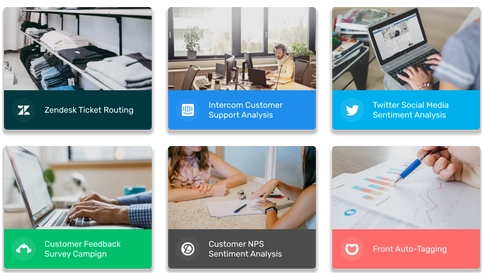 Zendesk Ticket Routing
Intercom Customer
Support Analysis
Twitter Social Media
Sentiment Analysis
Customer Feedback
Survey Campign
Customer NPS
Sentiment Analysis
Front Auto-Tagging